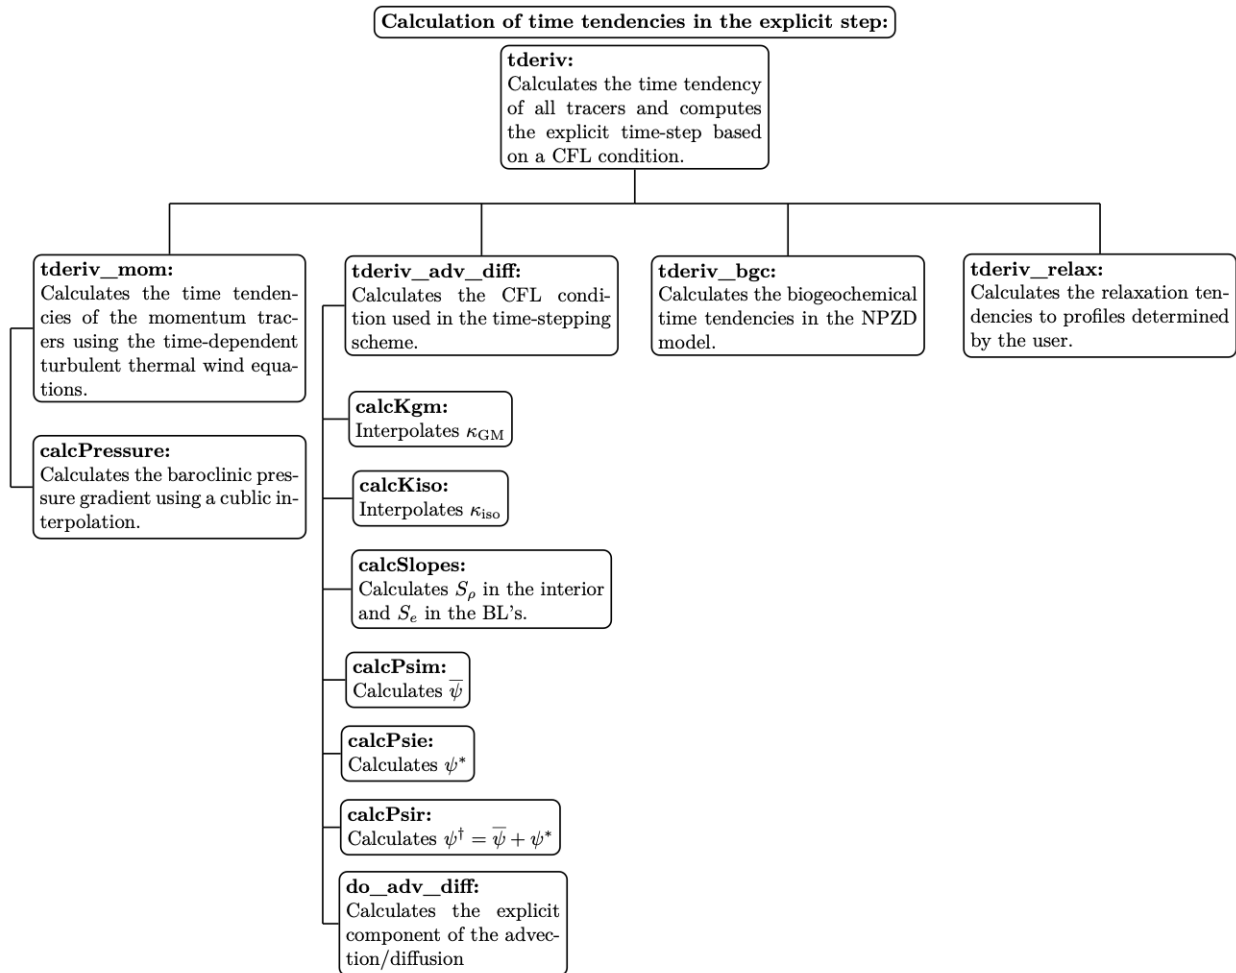 Calculation of time tendencies in the explicit step:
tderiv:
Calculates the time tendency
of all tracers and computes
the explicit time-step based
on a CFL condition.
tderiv_mom:
Calculates the time tenden-
cies of the momentum trac-
ers using the time-dependent
turbulent thermal wind equa-
tions.
calcPressure:
Calculates the baroclinic pres-
sure gradient using a cublic in-
terpolation.
tderiv_adv_diff:
Calculates the CFL condi-
tion used in the time-stepping
scheme.
calcKgm:
Interpolates κ_GM
calcKiso:
Interpolates κ_iso
calcSlopes:
Calculates S_ρ in the interior
and S_e in the BL's.
calcPsim:
Calculates ψ̅
calcPsie:
Calculates ψ*
calcPsir:
Calculates ψ† = ψ̅ + ψ*
do_adv_diff:
Calculates the explicit
component of the advec-
tion/diffusion
tderiv_bgc:
Calculates the biogeochemical
time tendencies in the NPZD
model.
tderiv_relax:
Calculates the relaxation ten-
dencies to profiles determined
by the user.